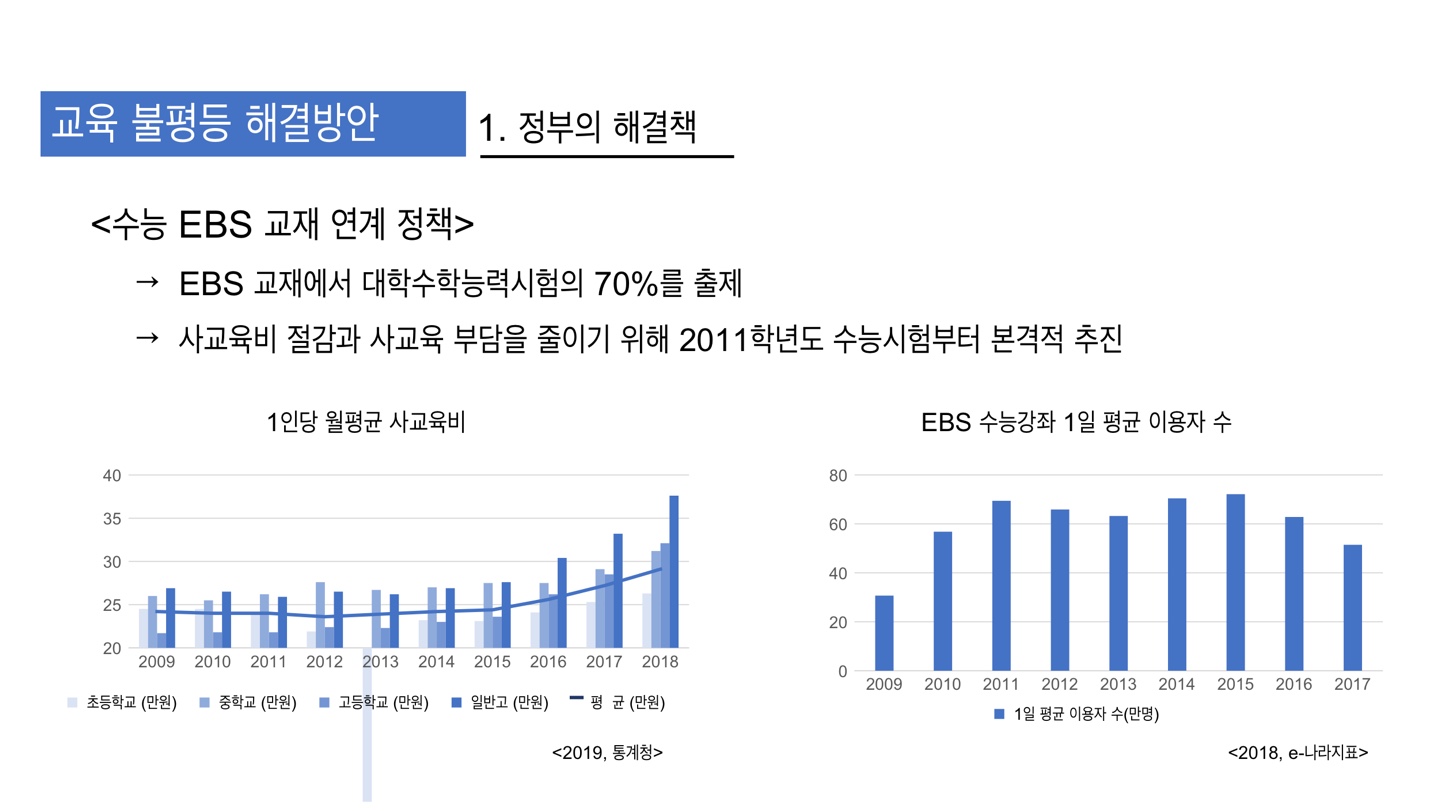 교육 불평등 해결방안
1. 정부의 해결책
<수능 EBS 교재 연계 정책>
→ EBS 교재에서 대학수학능력시험의 70%를 출제
→ 사교육비 절감과 사교육 부담을 줄이기 위해 2011학년도 수능시험부터 본격적 추진
1인당 월평균 사교육비
40
35
30
25
20
2009 2010 2011 2012 2013 2014 2015 2016 2017 2018
초등학교 (만원) 중학교 (만원) 고등학교 (만원) 일반고 (만원) 평 균 (만원)
<2019, 통계청>
EBS 수능강좌 1일 평균 이용자 수
80
60
40
20
0
2009 2010 2011 2012 2013 2014 2015 2016 2017
1일 평균 이용자 수(만명)
<2018, e-나라지표>